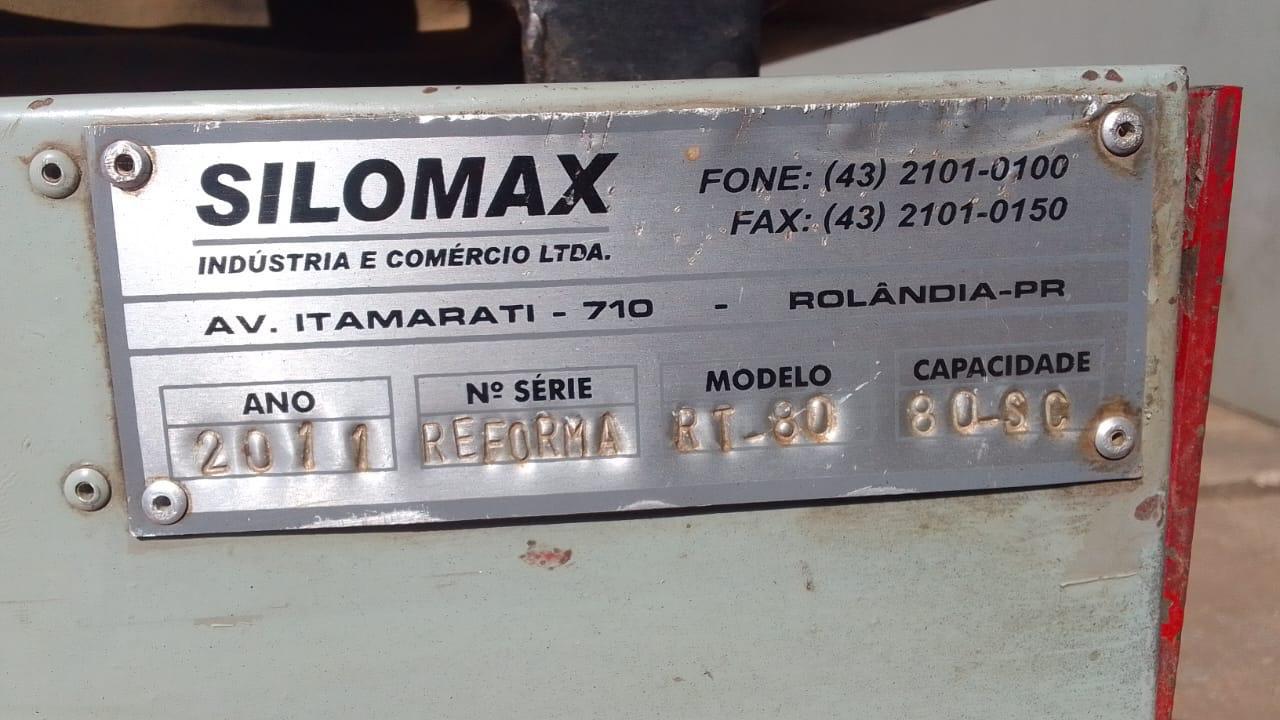 SILOMAX
INDÚSTRIA E COMÉRCIO LTDA.
FONE: (43) 2101-0100
FAX: (43) 2101-0150
AV. ITAMARATI - 710 - ROLÂNDIA-PR
ANO
2011
Nº SÉRIE
REFORMA
MODELO
RT-80
CAPACIDADE
80-SC